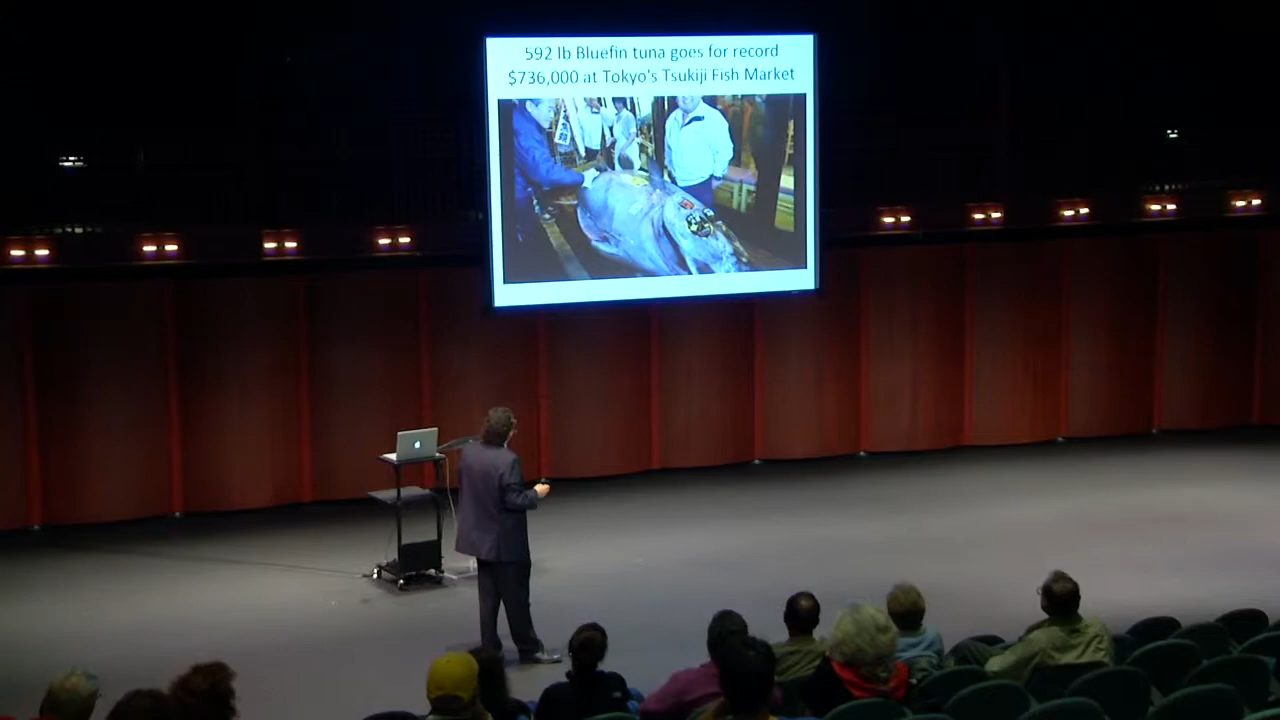 592 lb Bluefin tuna goes for record
$736,000 at Tokyo's Tsukiji Fish Market